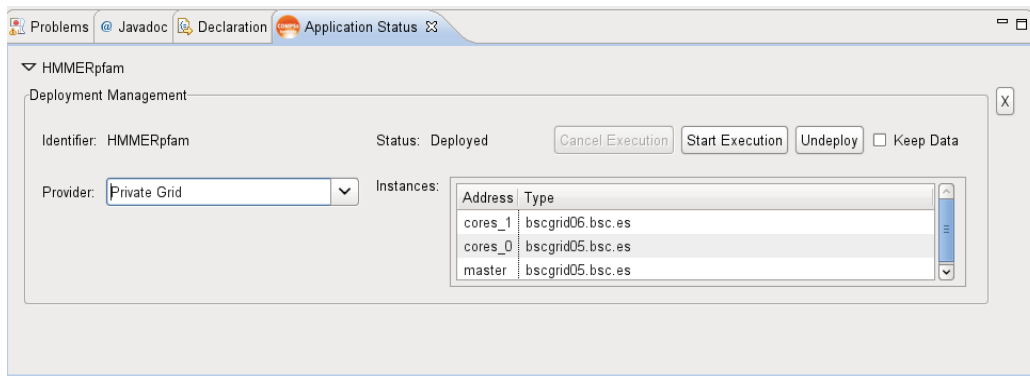 Problems @ Javadoc Declaration COMPSs Application Status
HMMERpfam
Deployment Management
X
Identifier: HMMERpfam Status: Deployed Cancel Execution Start Execution Undeploy Keep Data
Provider: Private Grid Instances:
Address Type
cores_1 bscgrid06.bsc.es
cores_0 bscgrid05.bsc.es
master bscgrid05.bsc.es